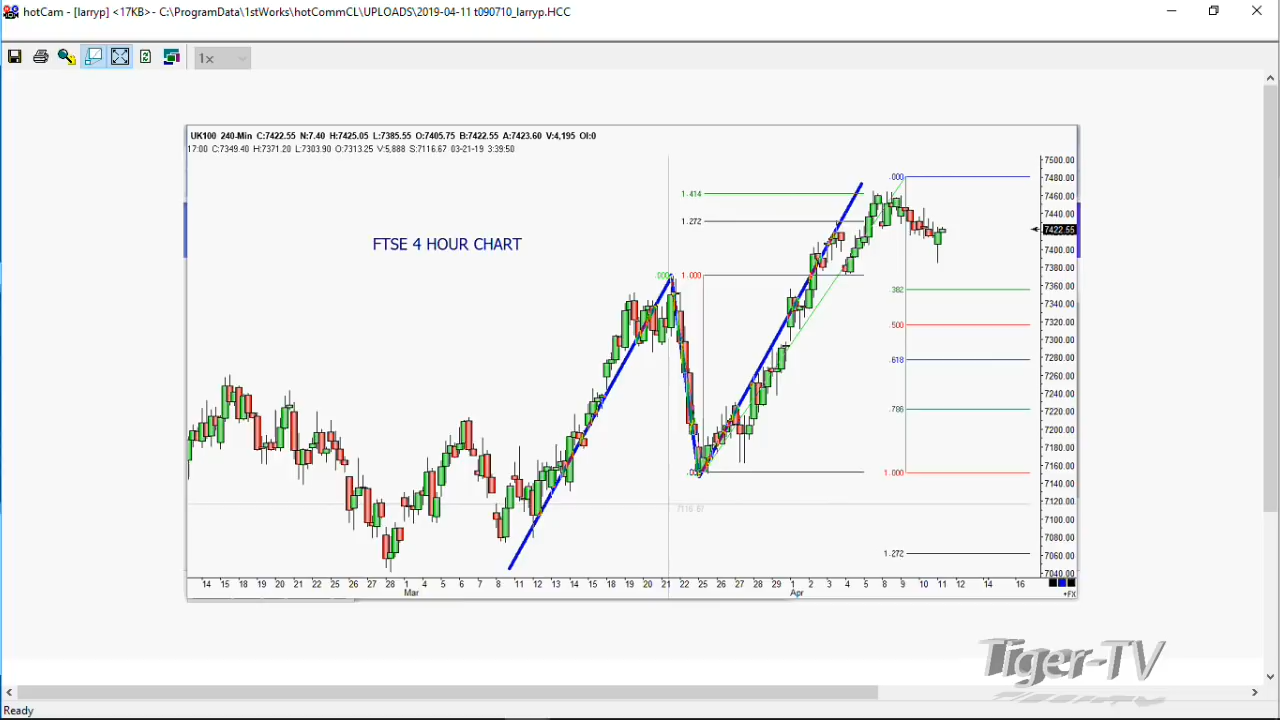 hotCam - [larryp] <17KB> - C:\ProgramData\1stWorks\hotCommCL\UPLOADS\2019-04-11 t090710_larryp.HCC
1x
UK100 240-Min C:7422.55 N:7.40 H:7425.05 L:7385.55 O:7405.75 B:7422.55 A:7423.60 V:4,195 OI:0
17:00 C:7349.40 H:7371.20 L:7303.90 O:7313.25 V:5,888 S:7116.67 03-21-19 3:39:50
7500.00
.000 7480.00
1.414 7460.00
1.272 7440.00
7422.55
FTSE 4 HOUR CHART
7400.00
.000 1.000 7380.00
.382 7360.00
7340.00
.500 7320.00
7300.00
.618 7280.00
7260.00
7240.00
.786 7220.00
7200.00
7180.00
1.000 7160.00
7140.00
7116.67 7120.00
7100.00
7080.00
1.272 7060.00
7040.00
14 15 18 19 20 21 22 25 26 27 28 1 4 5 6 7 8 11 12 13 14 15 18 19 20 21 22 25 26 27 28 29 1 2 3 4 5 8 9 10 11 12 14 16
Mar Apr +FX
Tiger-TV
Ready